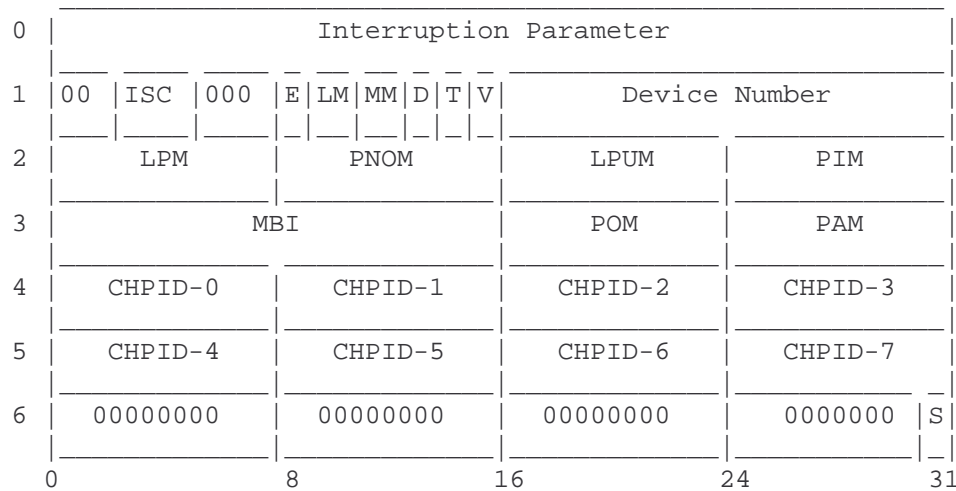 0 Interruption Parameter
1 00 ISC 000 E LM MM D T V Device Number
2 LPM PNOM LPUM PIM
3 MBI POM PAM
4 CHPID-0 CHPID-1 CHPID-2 CHPID-3
5 CHPID-4 CHPID-5 CHPID-6 CHPID-7
6 00000000 00000000 00000000 0000000 S
0 8 16 24 31